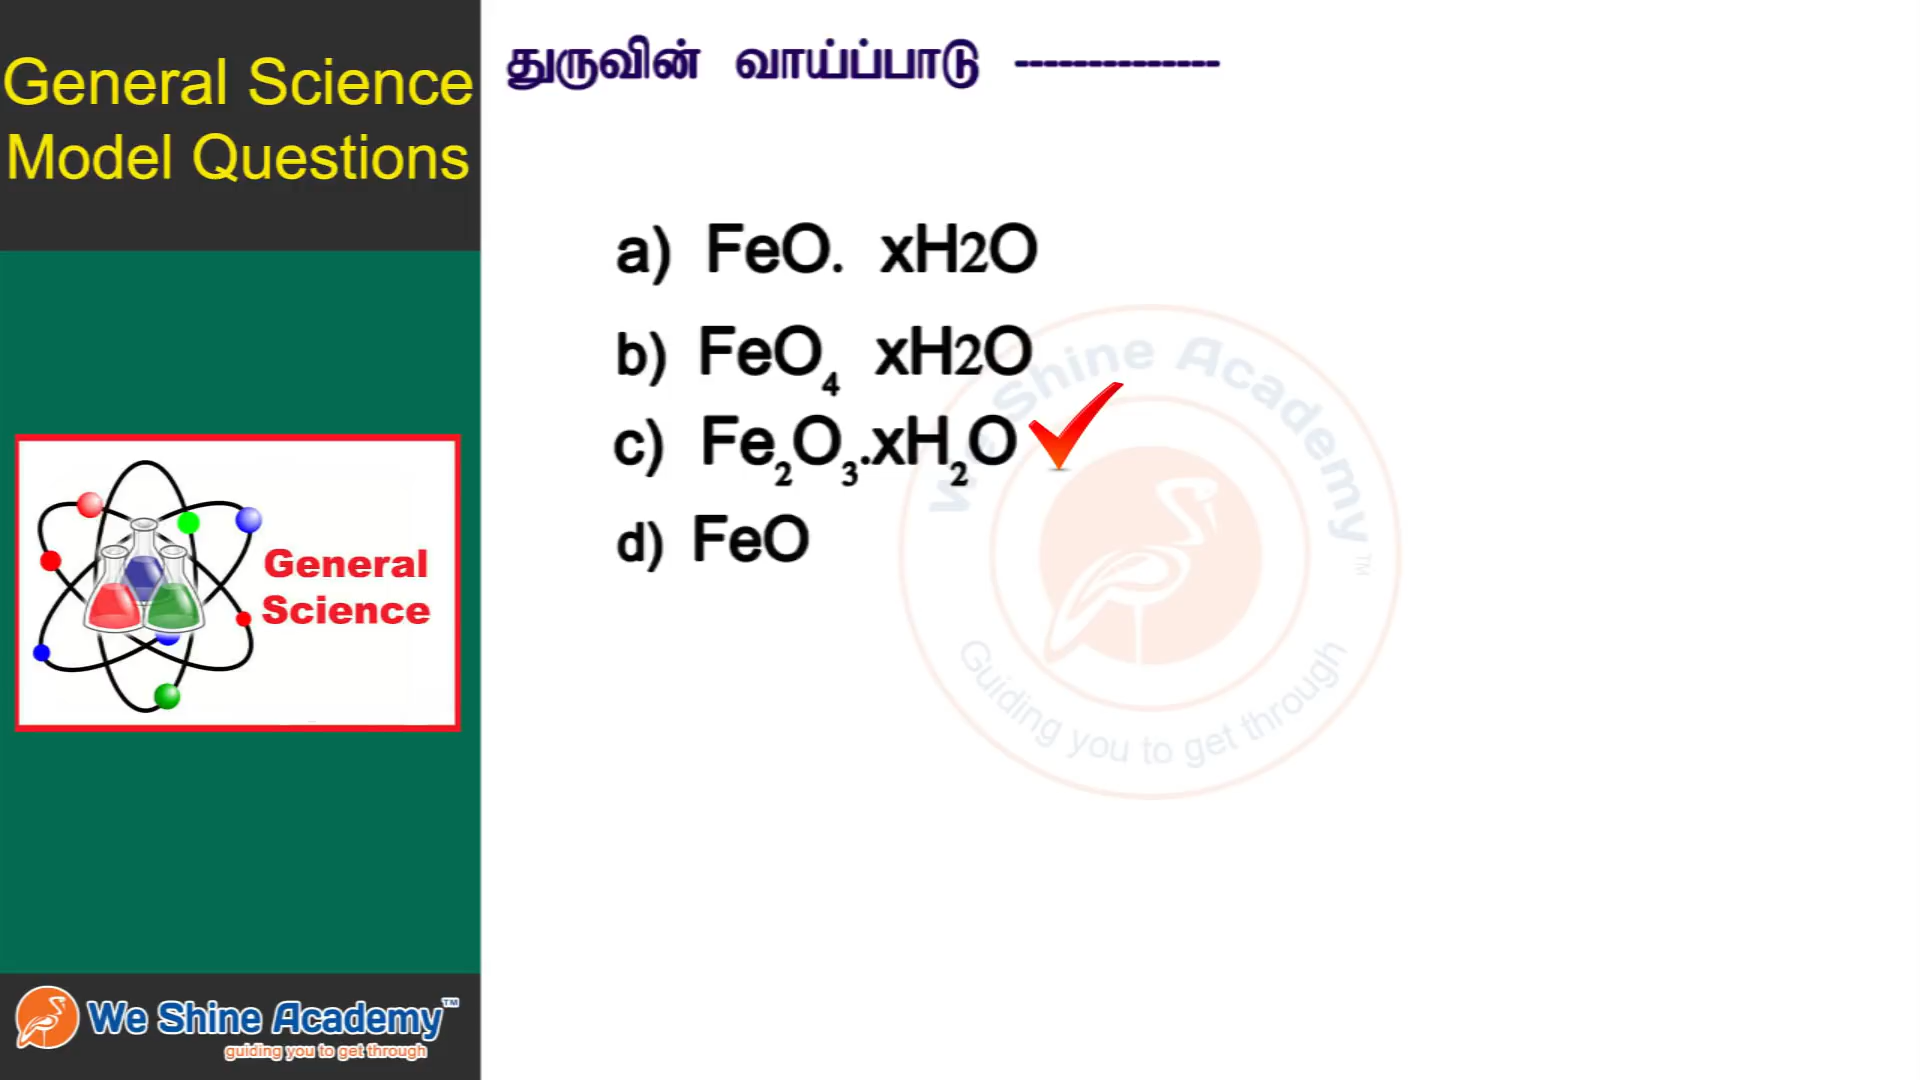 General Science
Model Questions
துருவின் வாய்ப்பாடு --------------
a) FeO. xH2O
b) FeO₄ xH2O
c) Fe₂O₃.xH₂O
d) FeO
We Shine Academy™
Guiding you to get through
General
Science
We Shine Academy™
guiding you to get through